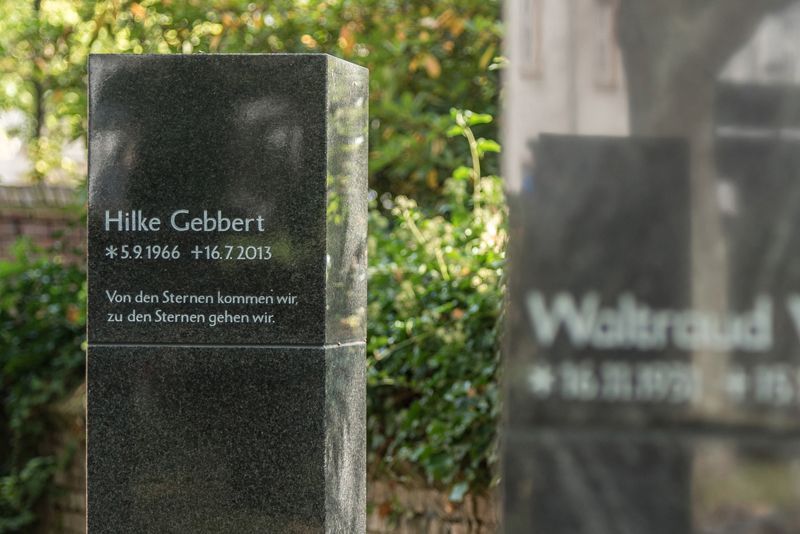 Hilke Gebbert
*5.9.1966 +16.7.2013
Von den Sternen kommen wir,
zu den Sternen gehen wir.
Waltraud